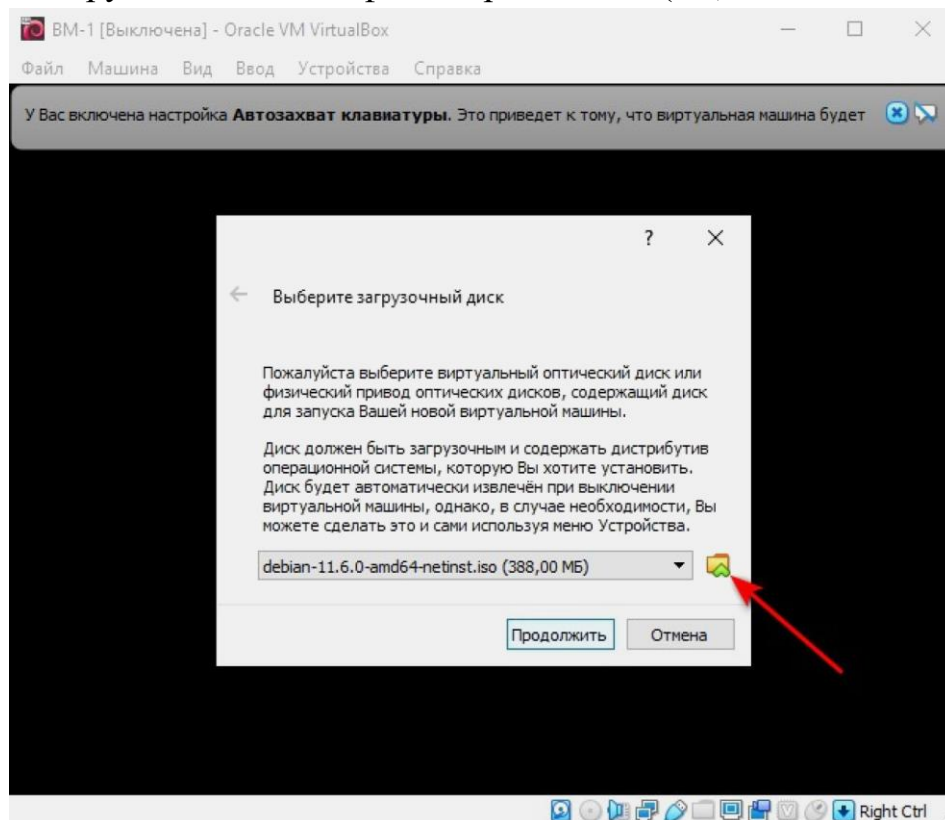 BM-1 [Выключена] - Oracle VM VirtualBox
Файл Машина Вид Ввод Устройства Справка
У Вас включена настройка Автозахват клавиатуры. Это приведет к тому, что виртуальная машина будет
?
Выберите загрузочный диск
Пожалуйста выберите виртуальный оптический диск или
физический привод оптических дисков, содержащий диск
для запуска Вашей новой виртуальной машины.
Диск должен быть загрузочным и содержать дистрибутив
операционной системы, которую Вы хотите установить.
Диск будет автоматически извлечён при выключении
виртуальной машины, однако, в случае необходимости, Вы
можете сделать это и сами используя меню Устройства.
debian-11.6.0-amd64-netinst.iso (388,00 МБ)
Продолжить Отмена
Right Ctrl